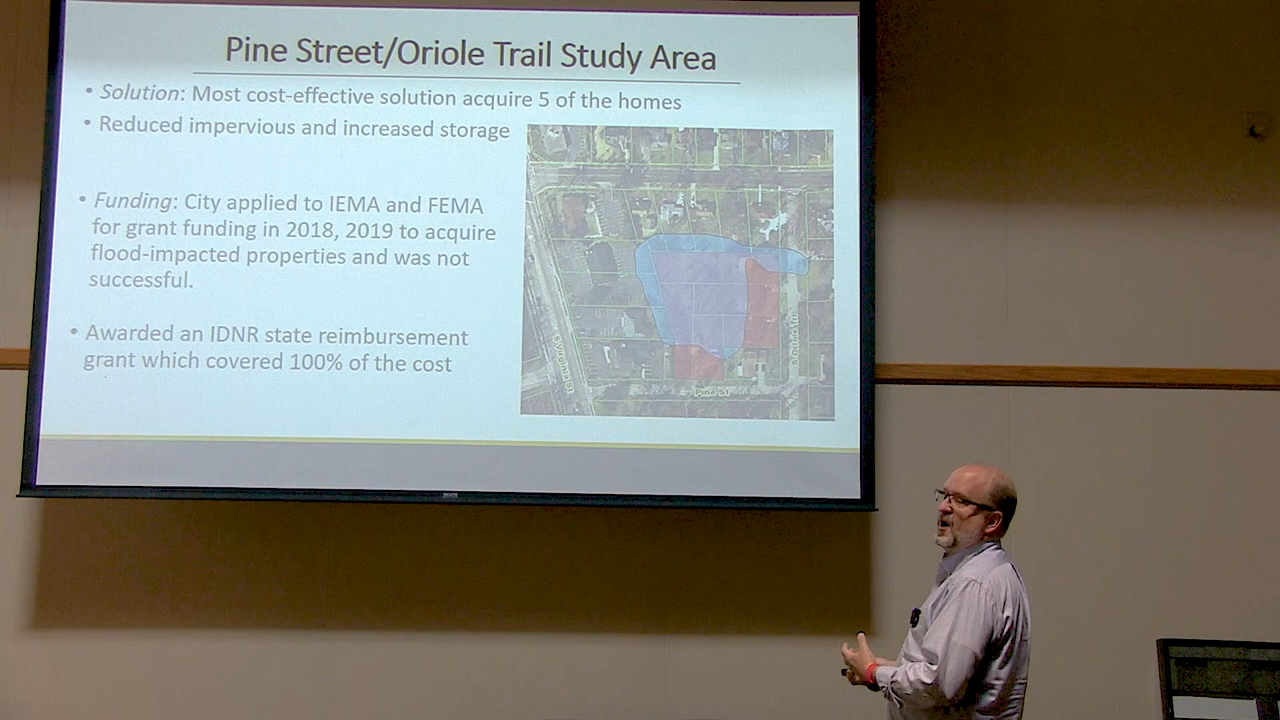 Pine Street/Oriole Trail Study Area
• Solution: Most cost-effective solution acquire 5 of the homes
• Reduced impervious and increased storage
• Funding: City applied to IEMA and FEMA
for grant funding in 2018, 2019 to acquire
flood-impacted properties and was not
successful.
• Awarded an IDNR state reimbursement
grant which covered 100% of the cost
Pine St